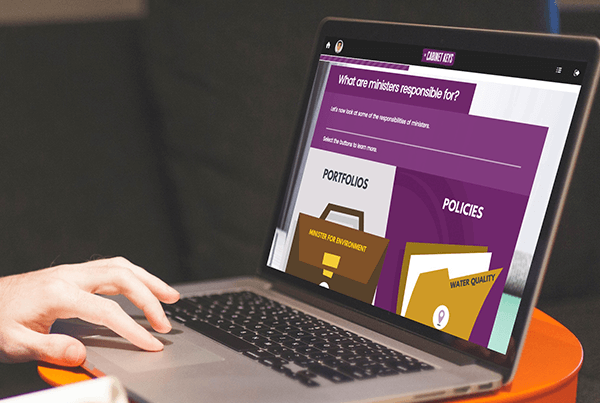 CABINET KEYS
What are ministers responsible for?
Let's now look at some of the responsibilities of ministers.
Select the buttons to learn more.
PORTFOLIOS
MINISTER FOR ENVIRONMENT
POLICIES
WATER QUALITY